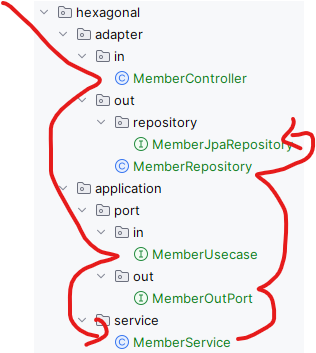 hexagonal
adapter
in
MemberController
out
repository
MemberJpaRepository
MemberRepository
application
port
in
MemberUsecase
out
MemberOutPort
service
MemberService